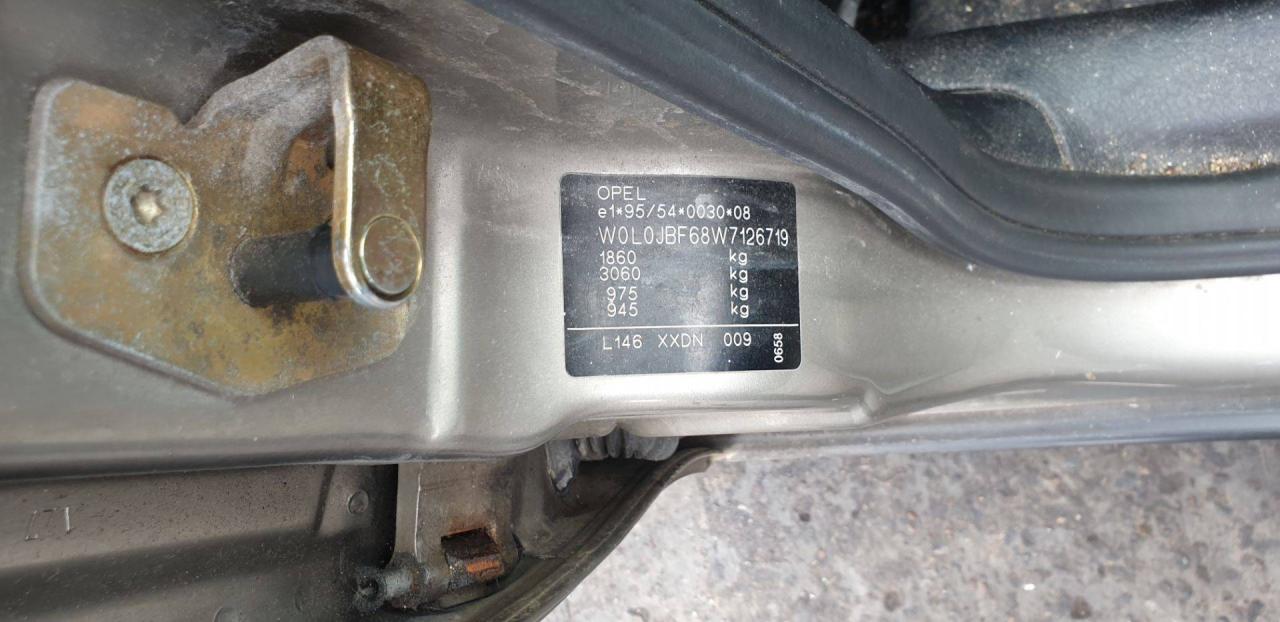 OPEL
e1*95/54*0030*08
W0L0JBF68W7126719
1860 kg
3060 kg
975 kg
945 kg
L146 XXDN 009
0658